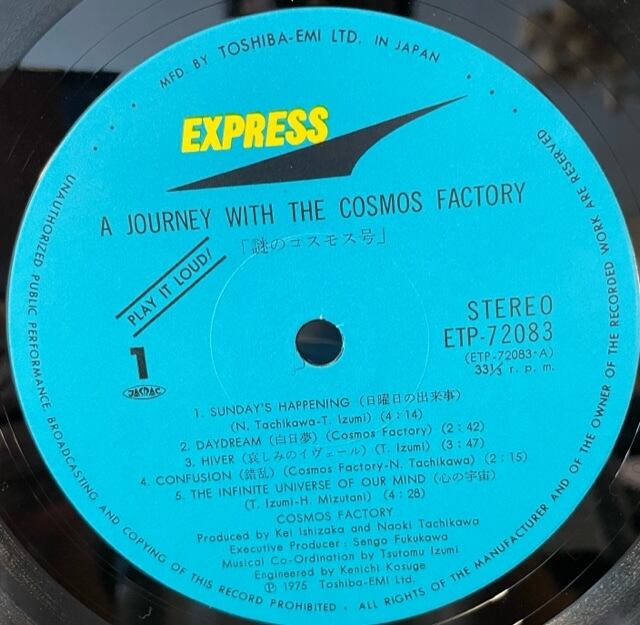 MFD. BY TOSHIBA-EMI LTD. IN JAPAN
EXPRESS
A JOURNEY WITH THE COSMOS FACTORY
「謎のコスモス号」
PLAY IT LOUD!
STEREO
ETP-72083
(ETP-72083-A)
33⅓ r. p. m.
1
JASRAC
1. SUNDAY'S HAPPENING (日曜日の出来事)
(N. Tachikawa-T. Izumi) (4:14)
2. DAYDREAM (白日夢) (Cosmos Factory) (2:42)
3. HIVER (哀しみのイヴェール) (T. Izumi) (3:47)
4. CONFUSION (錯乱) (Cosmos Factory-N. Tachikawa) (2:15)
5. THE INFINITE UNIVERSE OF OUR MIND (心の宇宙)
(T. Izumi-H. Mizutani) (4:28)
COSMOS FACTORY
Produced by Kei Ishizaka and Naoki Tachikawa
Executive Producer : Sengo Fukukawa
Musical Co-Ordination by Tsutomu Izumi
Engineered by Kenichi Kosuge
Ⓟ 1975 Toshiba-EMI Ltd.
UNAUTHORIZED PUBLIC PERFORMANCE, BROADCASTING AND COPYING OF THIS RECORD PROHIBITED · ALL RIGHTS OF THE MANUFACTURER AND OF THE OWNER OF THE RECORDED WORK ARE RESERVED